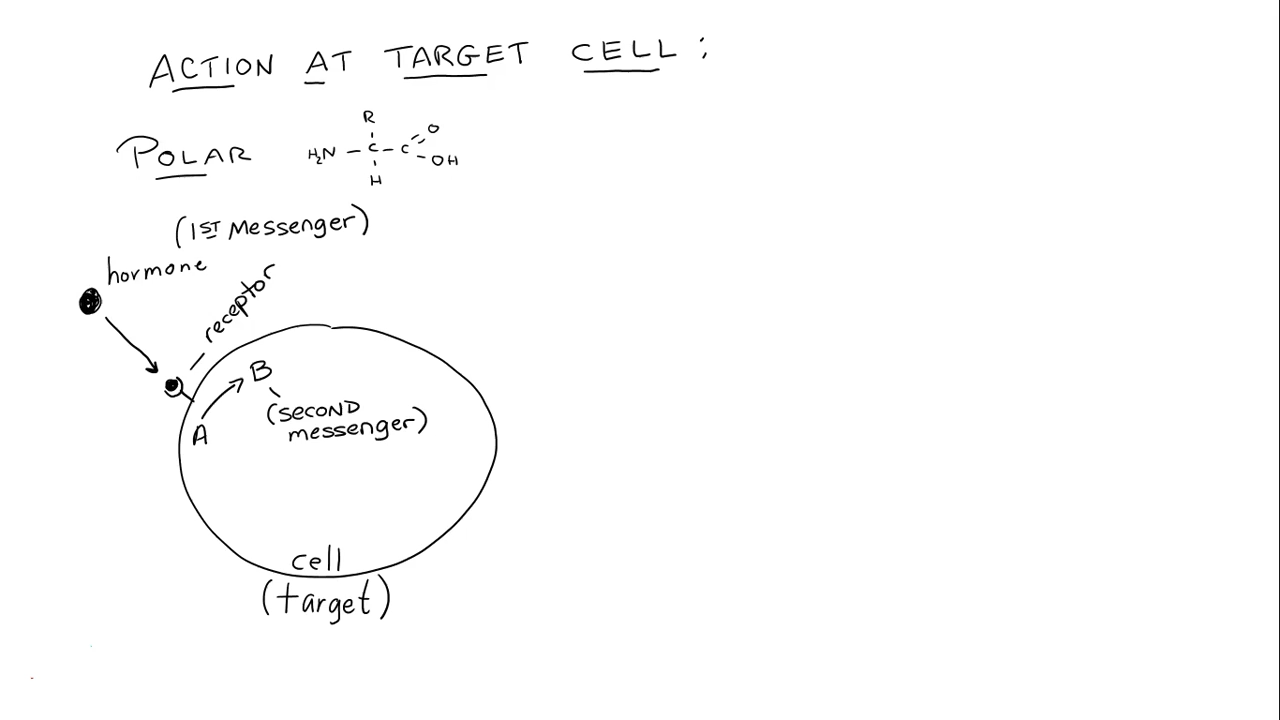 ACTION AT TARGET CELL :
POLAR
R
H₂N – C – C = O
– OH
H
(1ST Messenger)
hormone
receptor
B
(SECOND
messenger)
A
cell
(target)